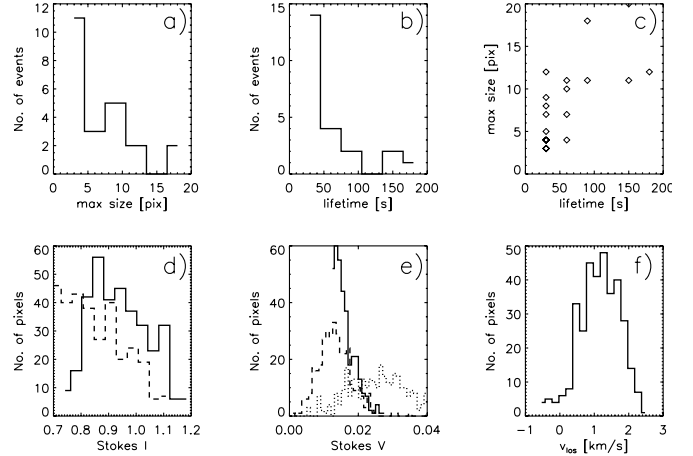 a)
No. of events
12
10
8
6
4
2
0
0 5 10 15 20
max size [pix]
b)
No. of events
15
10
5
0
0 50 100 150 200
lifetime [s]
c)
max size [pix]
20
15
10
5
0
0 50 100 150 200
lifetime [s]
d)
No. of pixels
60
50
40
30
20
10
0
0.7 0.8 0.9 1.0 1.1 1.2
Stokes I
e)
No. of pixels
60
40
20
0
0.00 0.02 0.04
Stokes V
f)
No. of pixels
50
40
30
20
10
0
-1 0 1 2 3
vlos [km/s]